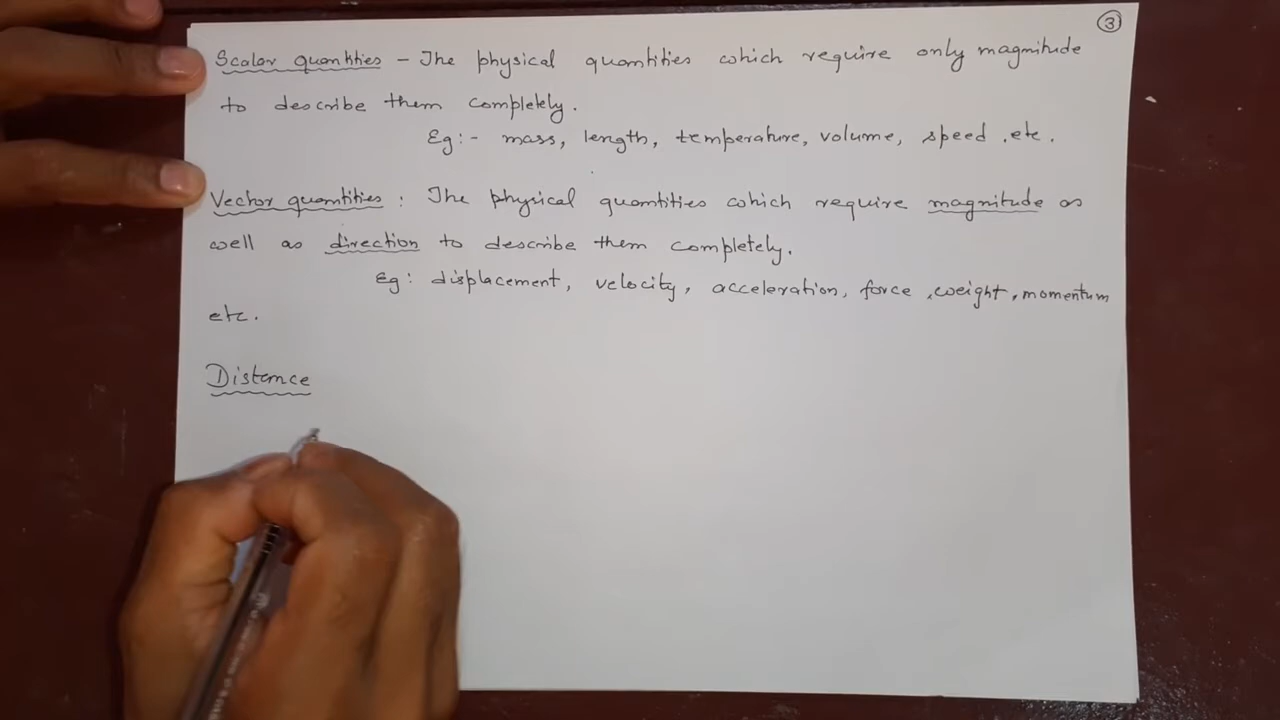 ③
Scalar quantities - The physical quantities which require only magnitude
to describe them completely.
Eg:- mass, length, temperature, volume, speed .etc.
Vector quantities : The physical quantities which require magnitude as
well as direction to describe them completely.
Eg: displacement, velocity, acceleration, force , weight, momentum
etc.
Distance